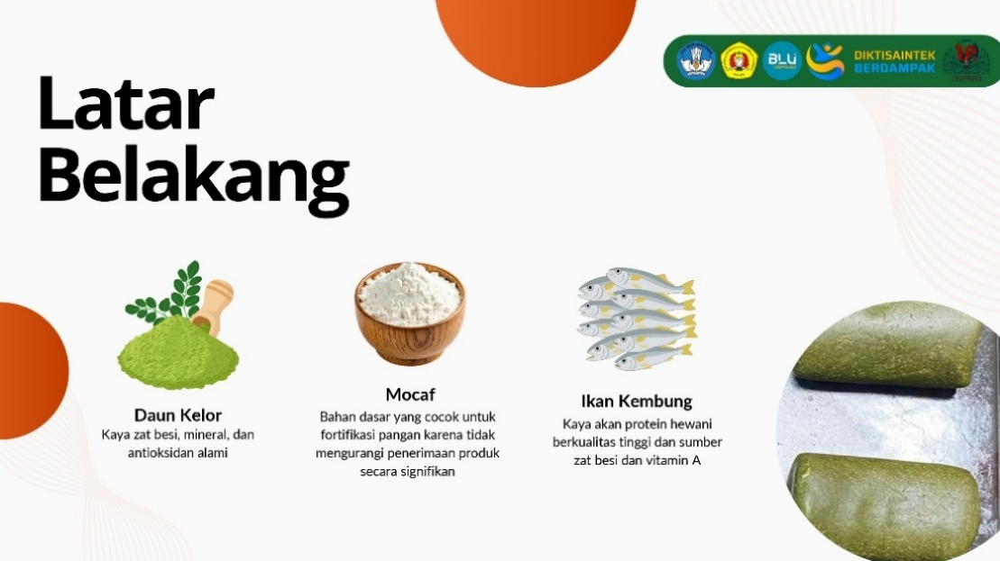 BLU
DIKTISAINTEK
BERDAMPAK
Latar
Belakang
Daun Kelor
Kaya zat besi, mineral, dan
antioksidan alami
Mocaf
Bahan dasar yang cocok untuk
fortifikasi pangan karena tidak
mengurangi penerimaan produk
secara signifikan
Ikan Kembung
Kaya akan protein hewani
berkualitas tinggi dan sumber
zat besi dan vitamin A